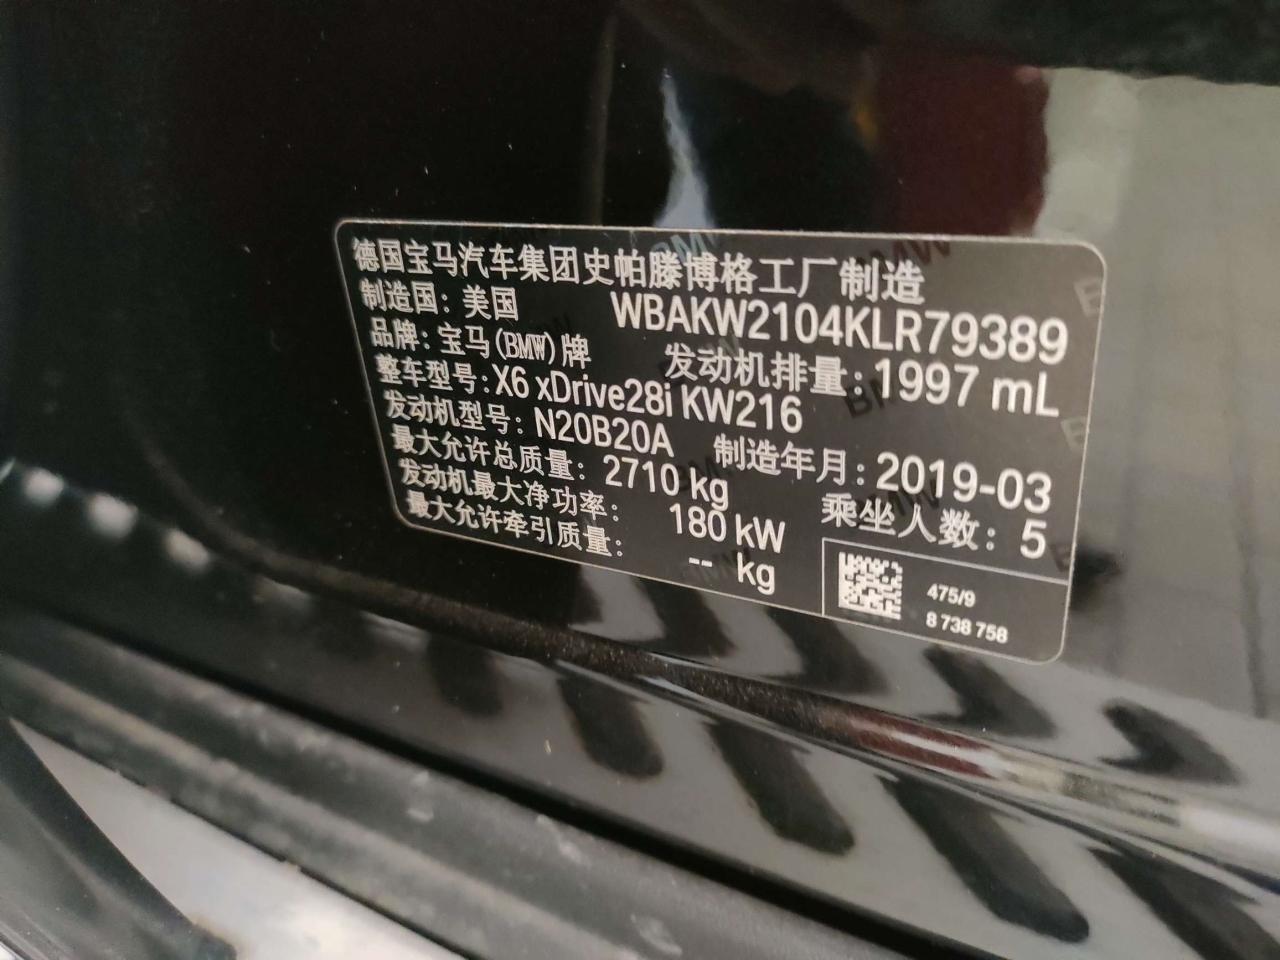 德国宝马汽车集团史帕滕博格工厂制造
制造国: 美国 WBAKW2104KLR79389
品牌: 宝马(BMW)牌 发动机排量: 1997 mL
整车型号: X6 xDrive28i KW216
发动机型号: N20B20A 制造年月: 2019-03
最大允许总质量: 2710 kg 乘坐人数: 5
发动机最大净功率: 180 kW
最大允许牵引质量: -- kg
475/9
8 738 758